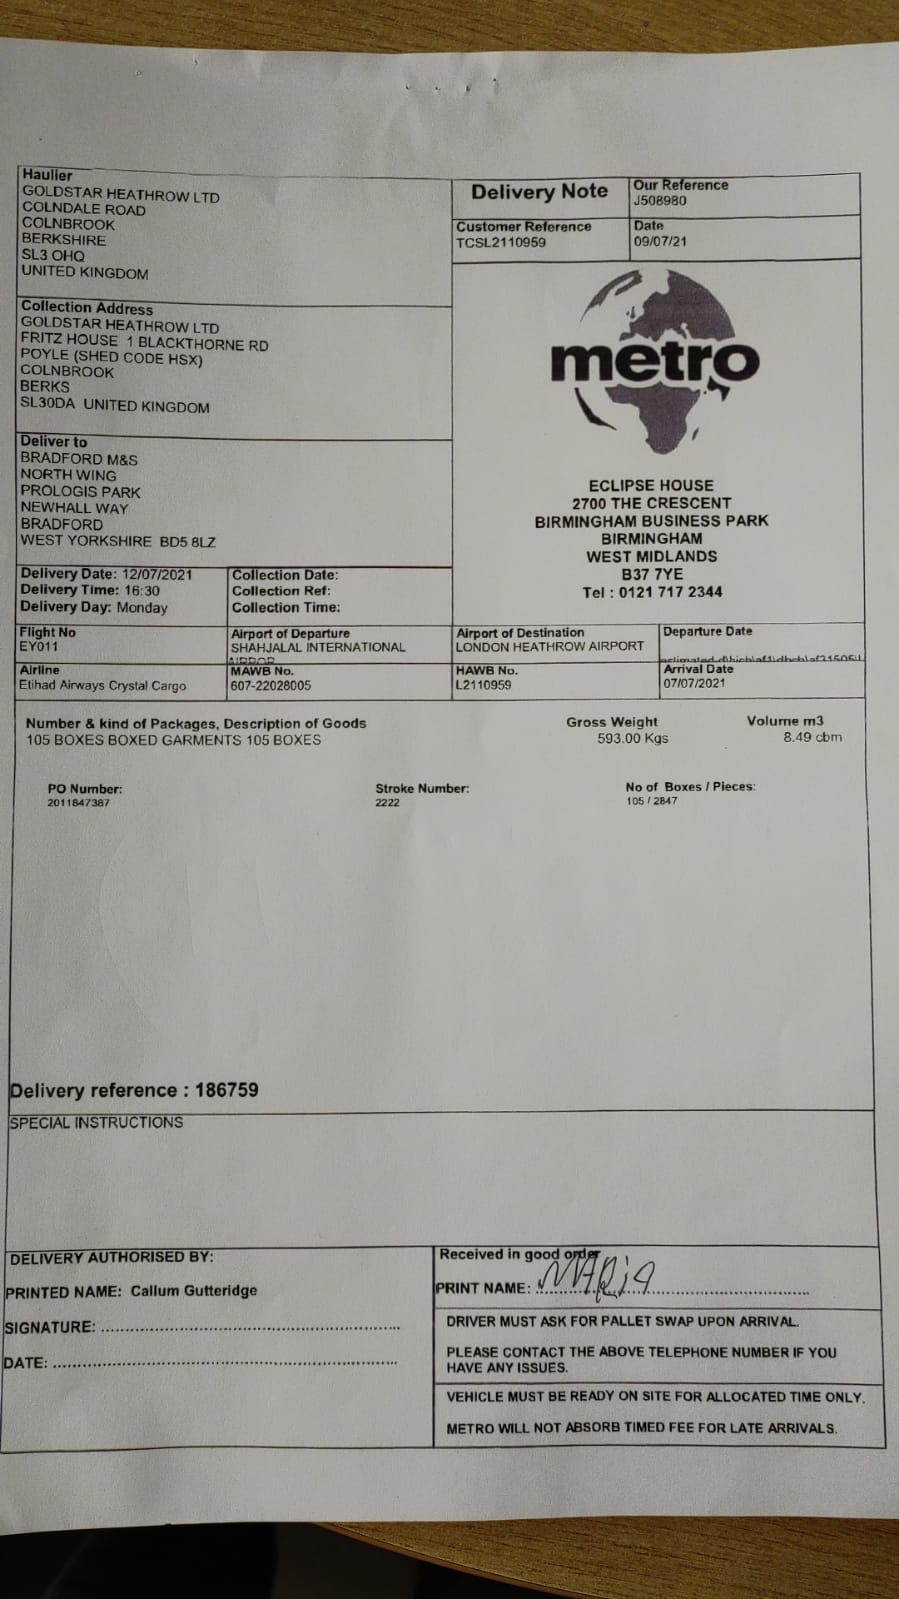 Haulier
GOLDSTAR HEATHROW LTD
COLNDALE ROAD
COLNBROOK
BERKSHIRE
SL3 OHQ
UNITED KINGDOM
Delivery Note
Our Reference
J508980
Customer Reference
TCSL2110959
Date
09/07/21
Collection Address
GOLDSTAR HEATHROW LTD
FRITZ HOUSE 1 BLACKTHORNE RD
POYLE (SHED CODE HSX)
COLNBROOK
BERKS
SL30DA UNITED KINGDOM
metro
Deliver to
BRADFORD M&S
NORTH WING
PROLOGIS PARK
NEWHALL WAY
BRADFORD
WEST YORKSHIRE BD5 8LZ
ECLIPSE HOUSE
2700 THE CRESCENT
BIRMINGHAM BUSINESS PARK
BIRMINGHAM
WEST MIDLANDS
B37 7YE
Tel : 0121 717 2344
Delivery Date: 12/07/2021
Delivery Time: 16:30
Delivery Day: Monday
Collection Date:
Collection Ref:
Collection Time:
Flight No
EY011
Airport of Departure
SHAHJALAL INTERNATIONAL
Airport of Destination
LONDON HEATHROW AIRPORT
Departure Date
Airline
Etihad Airways Crystal Cargo
MAWB No.
607-22028005
HAWB No.
L2110959
Arrival Date
07/07/2021
Number & kind of Packages, Description of Goods
105 BOXES BOXED GARMENTS 105 BOXES
Gross Weight
593.00 Kgs
Volume m3
8.49 cbm
PO Number:
2011847387
Stroke Number:
2222
No of Boxes / Pieces:
105 / 2847
Delivery reference : 186759
SPECIAL INSTRUCTIONS
DELIVERY AUTHORISED BY:
PRINTED NAME: Callum Gutteridge
SIGNATURE:
DATE:
Received in good order
PRINT NAME: MARia
DRIVER MUST ASK FOR PALLET SWAP UPON ARRIVAL.
PLEASE CONTACT THE ABOVE TELEPHONE NUMBER IF YOU
HAVE ANY ISSUES.
VEHICLE MUST BE READY ON SITE FOR ALLOCATED TIME ONLY.
METRO WILL NOT ABSORB TIMED FEE FOR LATE ARRIVALS.